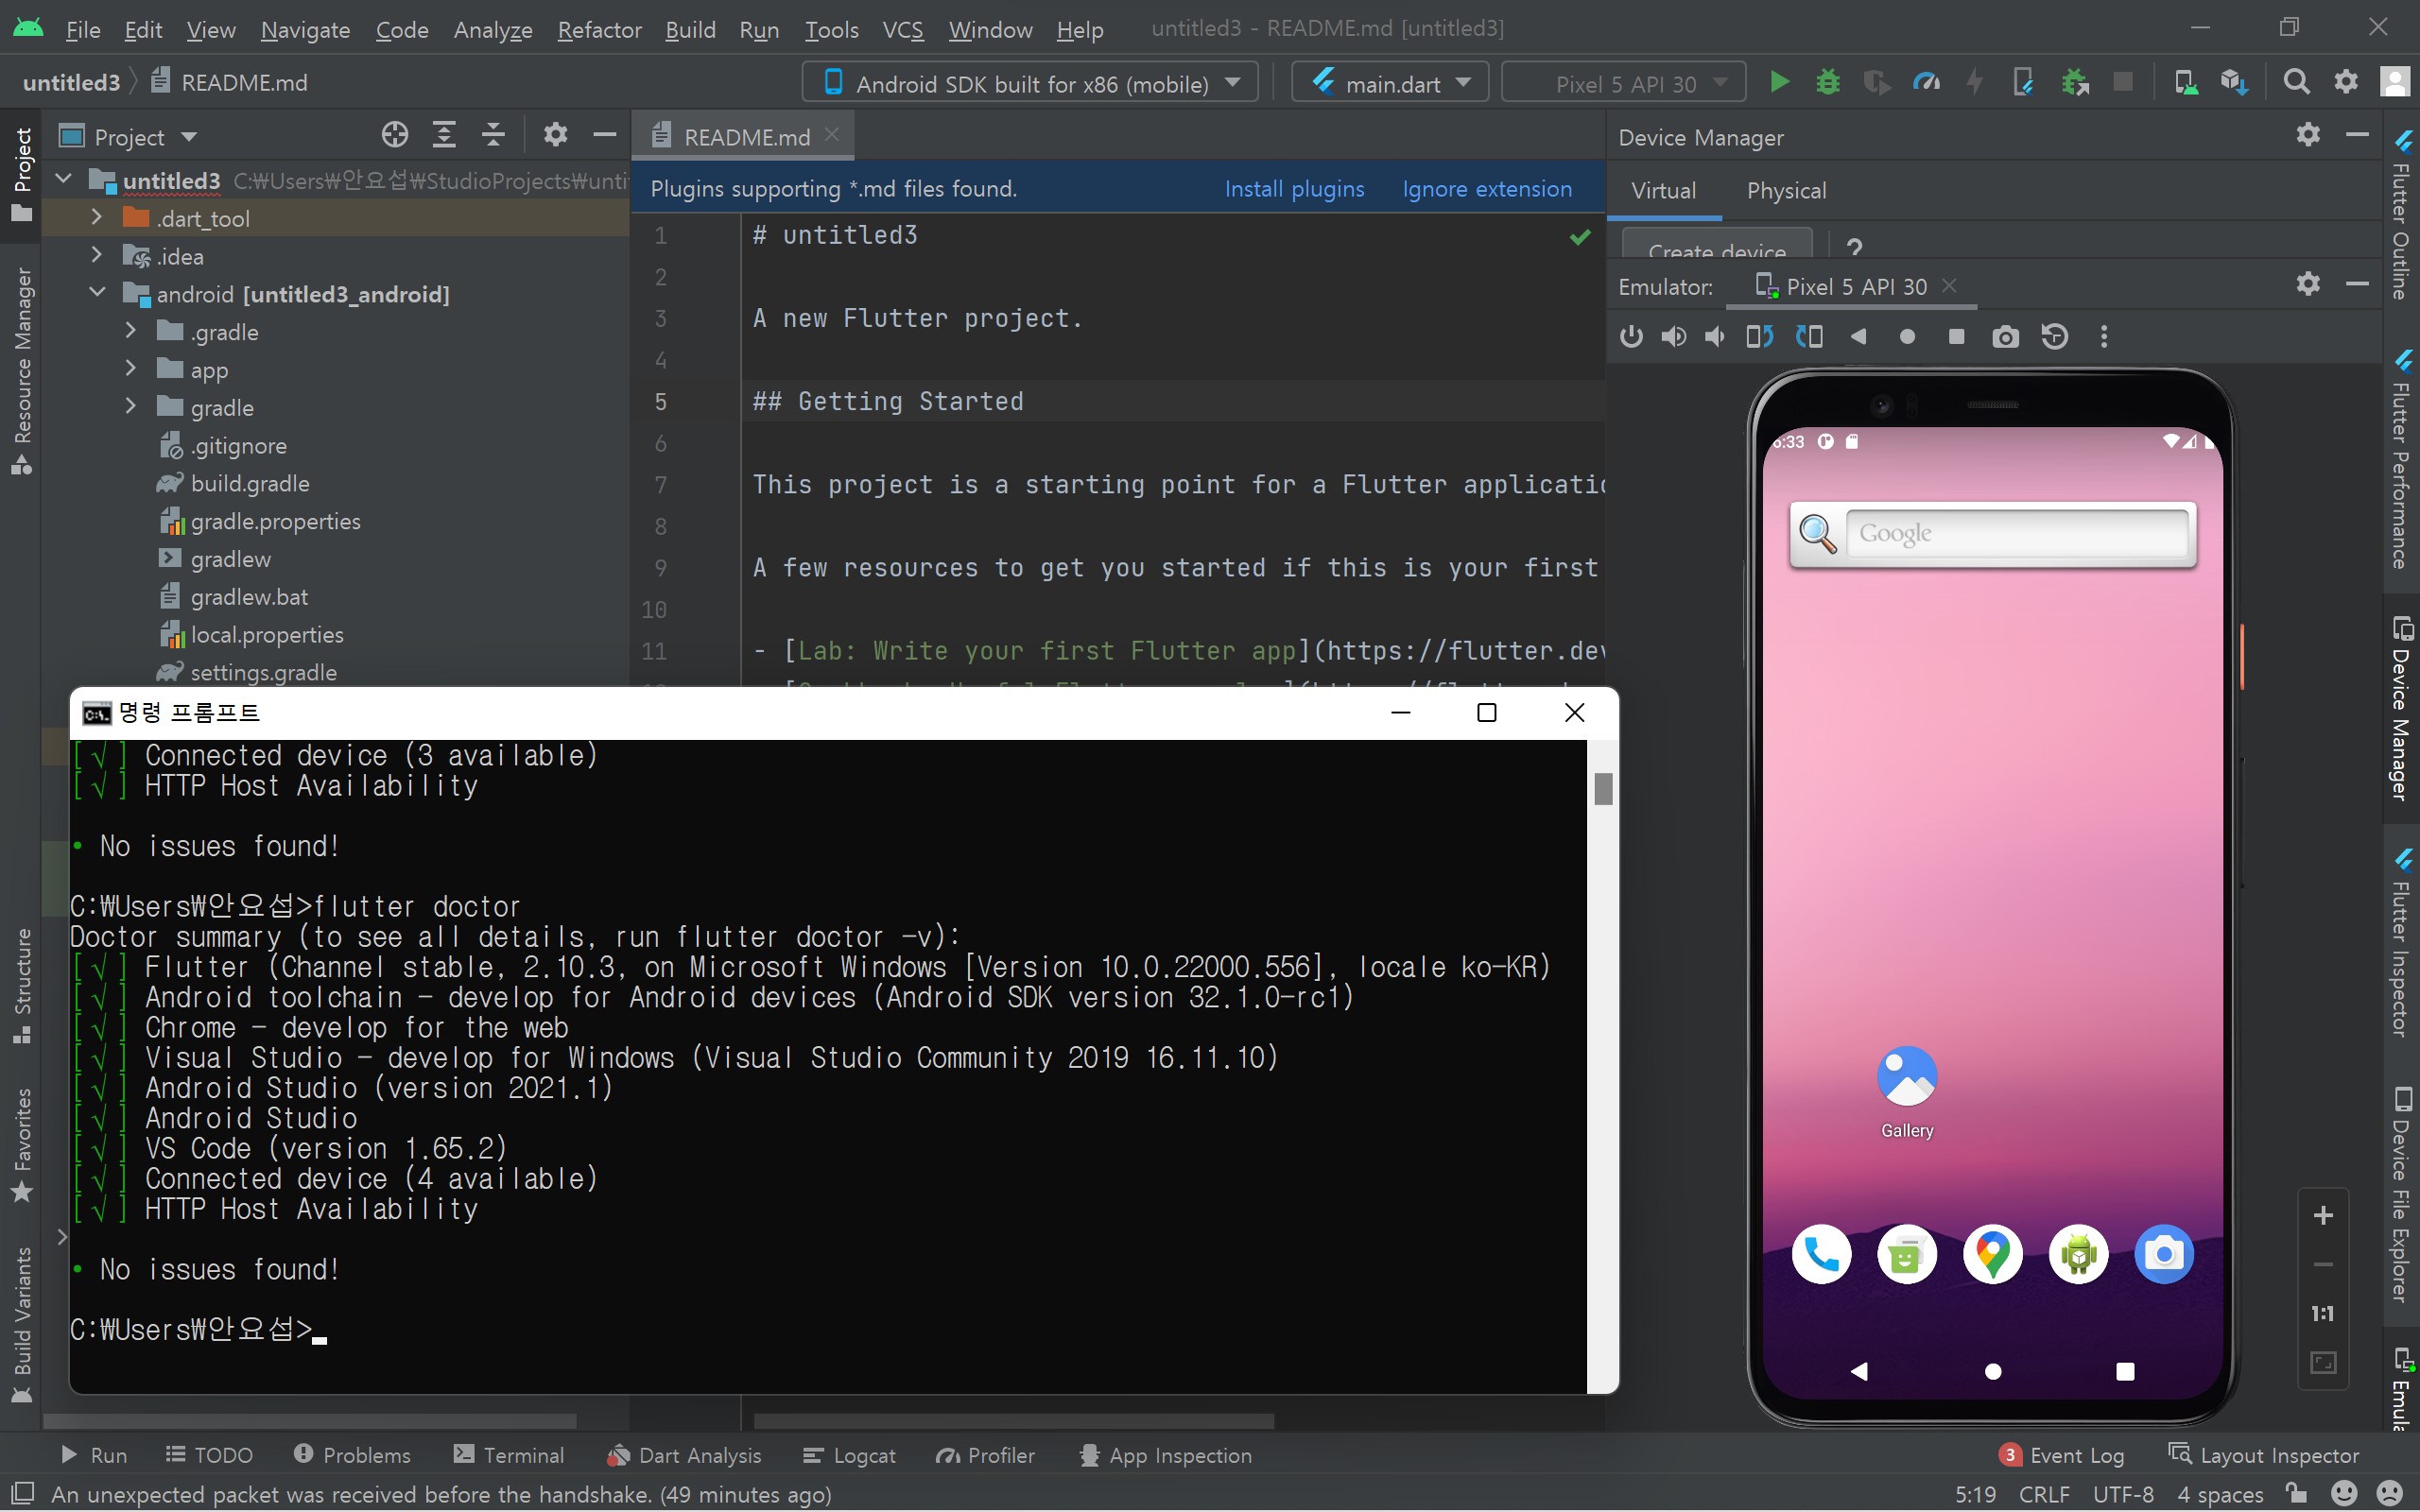 File Edit View Navigate Code Analyze Refactor Build Run Tools VCS Window Help untitled3 - README.md [untitled3]
untitled3 README.md Android SDK built for x86 (mobile) main.dart Pixel 5 API 30
Project
README.md
Device Manager
untitled3 C:₩Users₩안요섭₩StudioProjects₩unti
Plugins supporting *.md files found. Install plugins Ignore extension
Virtual Physical
Create device ?
.dart_tool
.idea
android [untitled3_android]
.gradle
app
gradle
.gitignore
build.gradle
gradle.properties
gradlew
gradlew.bat
local.properties
settings.gradle
1 # untitled3
2
3 A new Flutter project.
4
5 ## Getting Started
6
7 This project is a starting point for a Flutter applicatio
8
9 A few resources to get you started if this is your first
10
11 - [Lab: Write your first Flutter app](https://flutter.dev
Emulator: Pixel 5 API 30
6:33
Google
Gallery
1:1
명령 프롬프트
[√] Connected device (3 available)
[√] HTTP Host Availability
• No issues found!
C:₩Users₩안요섭>flutter doctor
Doctor summary (to see all details, run flutter doctor -v):
[√] Flutter (Channel stable, 2.10.3, on Microsoft Windows [Version 10.0.22000.556], locale ko-KR)
[√] Android toolchain - develop for Android devices (Android SDK version 32.1.0-rc1)
[√] Chrome - develop for the web
[√] Visual Studio - develop for Windows (Visual Studio Community 2019 16.11.10)
[√] Android Studio (version 2021.1)
[√] Android Studio
[√] VS Code (version 1.65.2)
[√] Connected device (4 available)
[√] HTTP Host Availability
• No issues found!
C:₩Users₩안요섭>
Project
Resource Manager
Structure
Favorites
Build Variants
Flutter Outline
Flutter Performance
Device Manager
Flutter Inspector
Device File Explorer
Emula
Run TODO Problems Terminal Dart Analysis Logcat Profiler App Inspection 3 Event Log Layout Inspector
An unexpected packet was received before the handshake. (49 minutes ago) 5:19 CRLF UTF-8 4 spaces